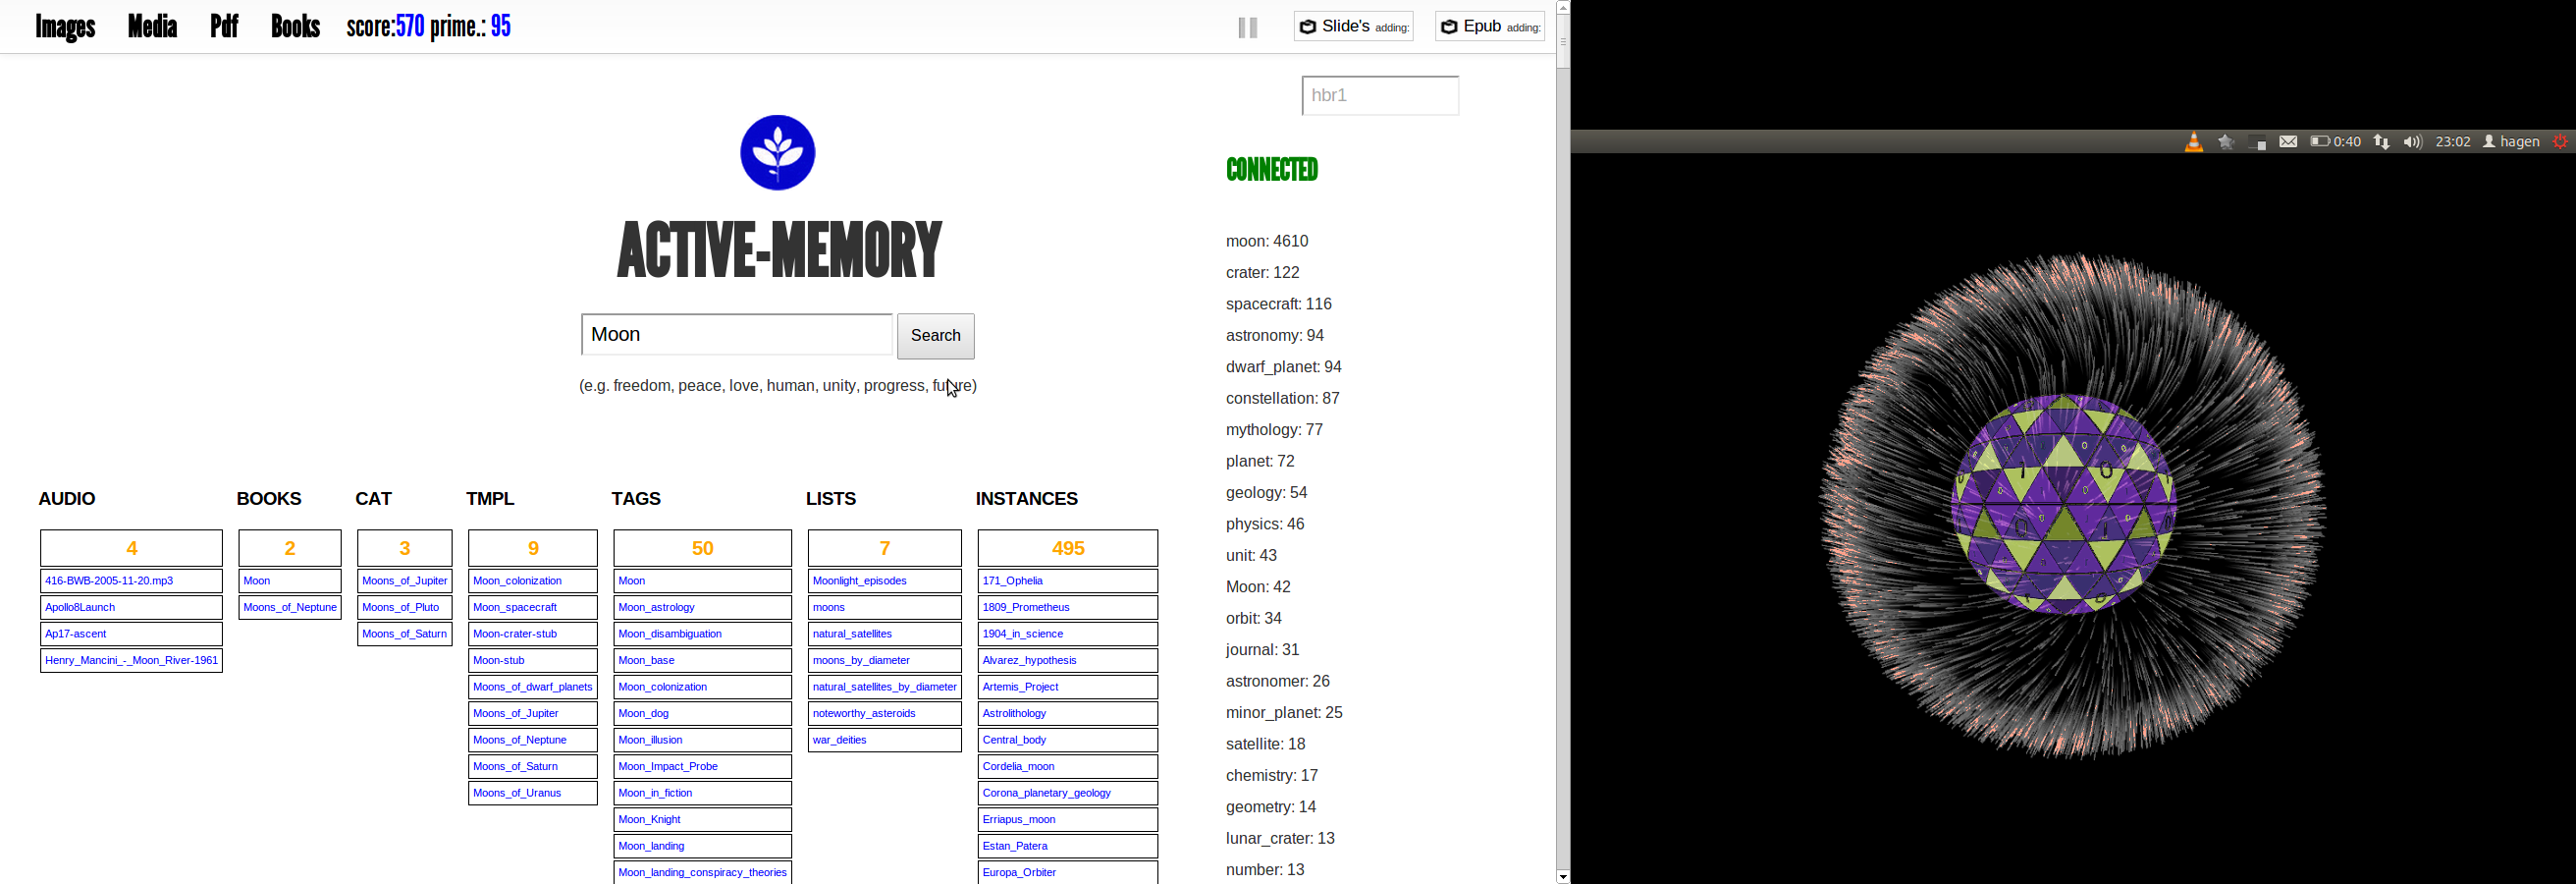 Images Media Pdf Books score:570 prime.: 95
Slide's adding: Epub adding:
hbr1
0:40 23:02 hagen
ACTIVE-MEMORY
Moon Search
(e.g. freedom, peace, love, human, unity, progress, future)
CONNECTED
moon: 4610
crater: 122
spacecraft: 116
astronomy: 94
dwarf_planet: 94
constellation: 87
mythology: 77
planet: 72
geology: 54
physics: 46
unit: 43
Moon: 42
orbit: 34
journal: 31
astronomer: 26
minor_planet: 25
satellite: 18
chemistry: 17
geometry: 14
lunar_crater: 13
number: 13
AUDIO
4
416-BWB-2005-11-20.mp3
Apollo8Launch
Ap17-ascent
Henry_Mancini_-_Moon_River-1961
BOOKS
2
Moon
Moons_of_Neptune
CAT
3
Moons_of_Jupiter
Moons_of_Pluto
Moons_of_Saturn
TMPL
9
Moon_colonization
Moon_spacecraft
Moon-crater-stub
Moon-stub
Moons_of_dwarf_planets
Moons_of_Jupiter
Moons_of_Neptune
Moons_of_Saturn
Moons_of_Uranus
TAGS
50
Moon
Moon_astrology
Moon_disambiguation
Moon_base
Moon_colonization
Moon_dog
Moon_illusion
Moon_Impact_Probe
Moon_in_fiction
Moon_Knight
Moon_landing
Moon_landing_conspiracy_theories
LISTS
7
Moonlight_episodes
moons
natural_satellites
moons_by_diameter
natural_satellites_by_diameter
noteworthy_asteroids
war_deities
INSTANCES
495
171_Ophelia
1809_Prometheus
1904_in_science
Alvarez_hypothesis
Artemis_Project
Astrolithology
Central_body
Cordelia_moon
Corona_planetary_geology
Erriapus_moon
Estan_Patera
Europa_Orbiter